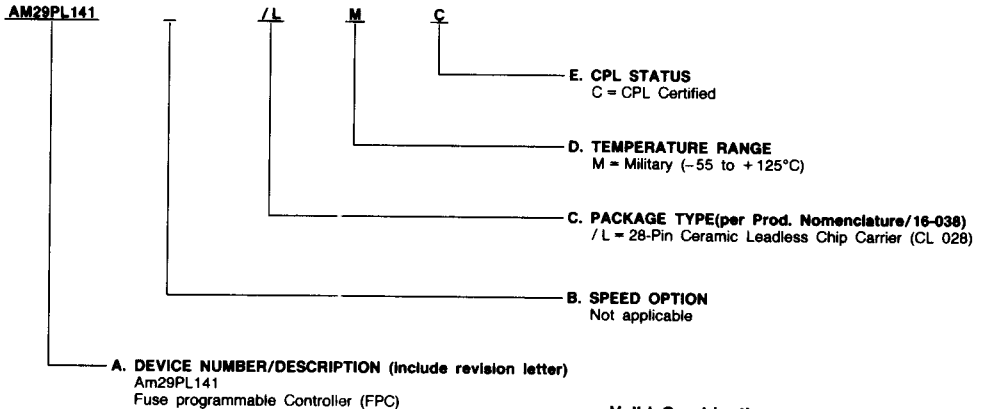 AM29PL141 – /L M C
E. CPL STATUS
C = CPL Certified
D. TEMPERATURE RANGE
M = Military (–55 to +125°C)
C. PACKAGE TYPE(per Prod. Nomenclature/16-038)
/L = 28-Pin Ceramic Leadless Chip Carrier (CL 028)
B. SPEED OPTION
Not applicable
A. DEVICE NUMBER/DESCRIPTION (include revision letter)
Am29PL141
Fuse programmable Controller (FPC)